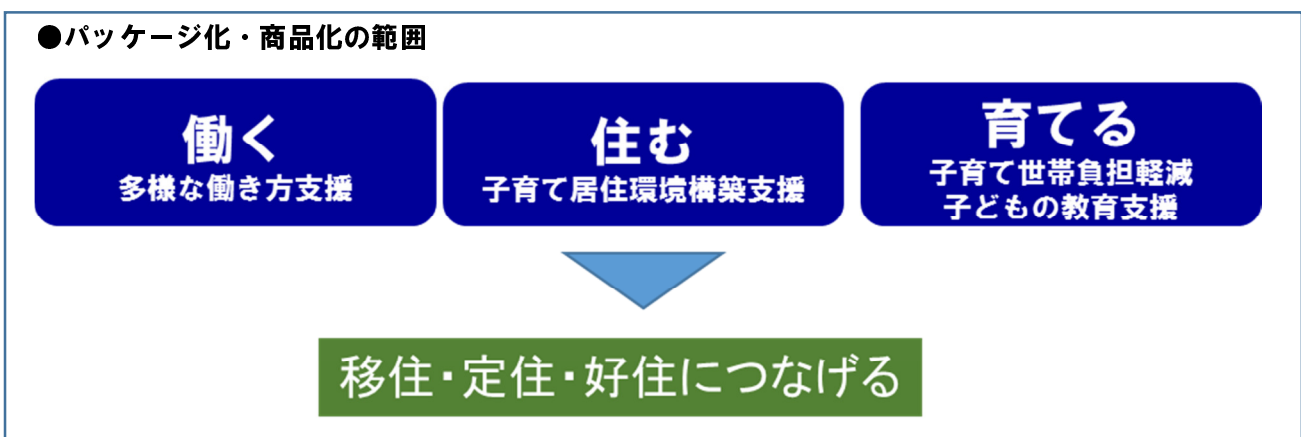 ●パッケージ化・商品化の範囲
働く
多様な働き方支援
住む
子育て居住環境構築支援
育てる
子育て世帯負担軽減
子どもの教育支援
移住・定住・好住につなげる